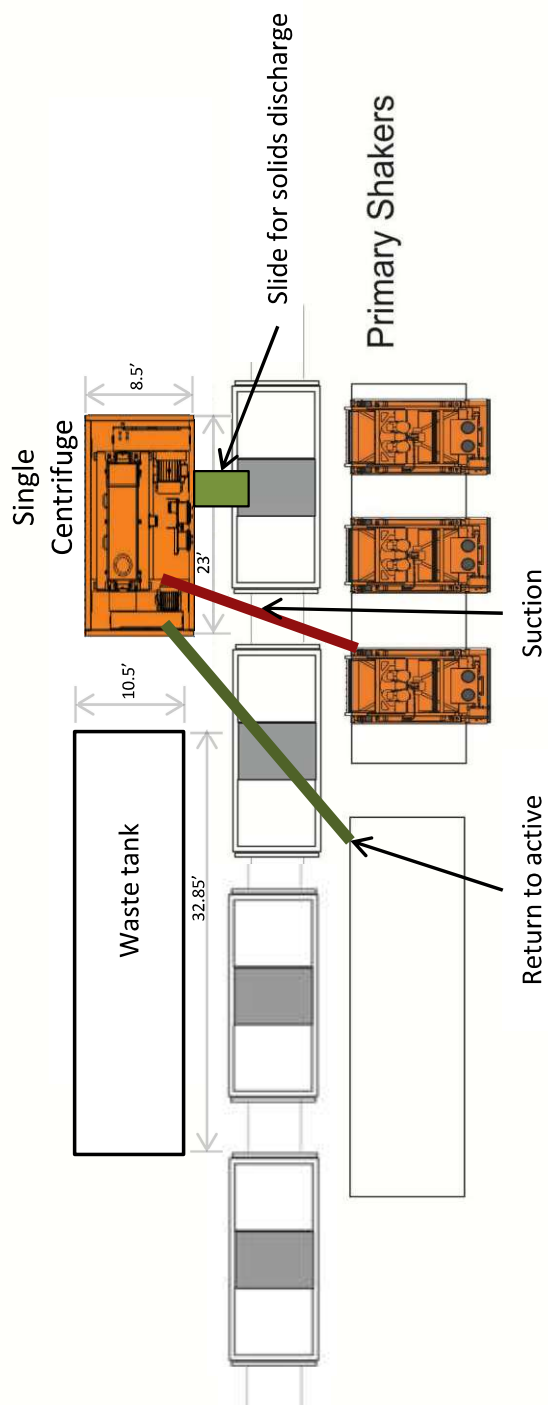 Single
Centrifuge
8.5’
23’
10.5’
Waste tank
32.85’
Slide for solids discharge
Primary Shakers
Suction
Return to active